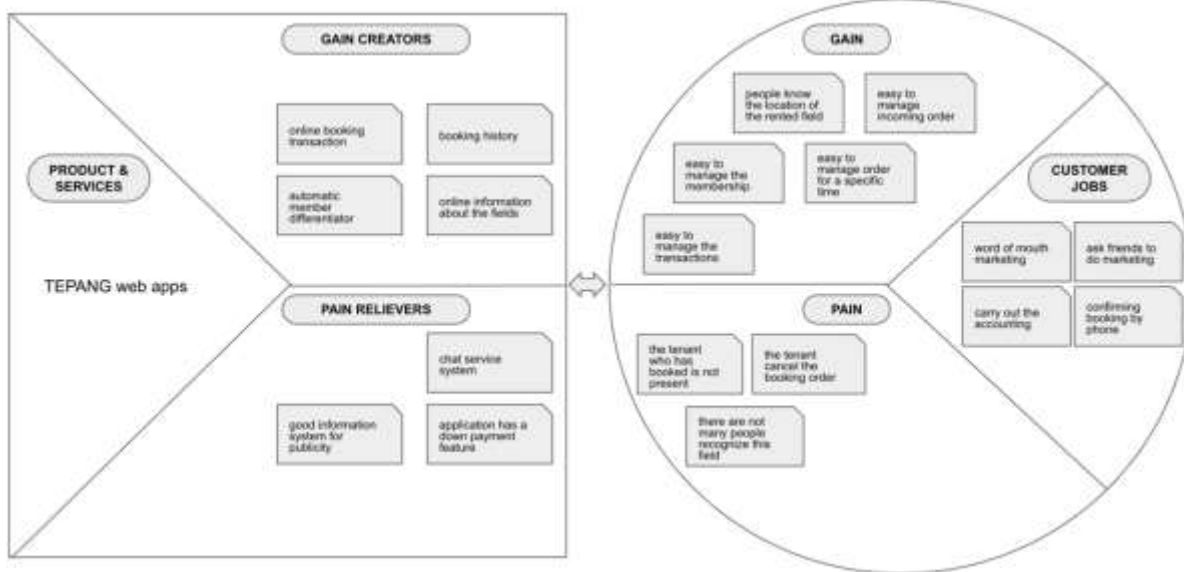 GAIN CREATORS
online booking
transaction
booking history
automatic
member
differentiator
online information
about the fields
PRODUCT &
SERVICES
TEPANG web apps
PAIN RELIEVERS
chat service
system
good information
system for
publicity
application has a
down payment
feature
GAIN
people know
the location of
the rented field
easy to
manage
incoming order
easy to
manage the
membership
easy to
manage order
for a specific
time
easy to
manage the
transactions
CUSTOMER
JOBS
word of mouth
marketing
ask friends to
do marketing
carry out the
accounting
confirming
booking by
phone
PAIN
the tenant
who has
booked is not
present
the tenant
cancel the
booking order
there are not
many people
recognize this
field